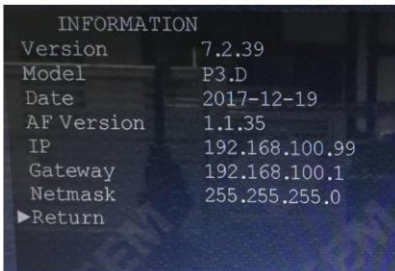 INFORMATION
Version 7.2.39
Model P3.D
Date 2017-12-19
AF Version 1.1.35
IP 192.168.100.99
Gateway 192.168.100.1
Netmask 255.255.255.0
▶Return